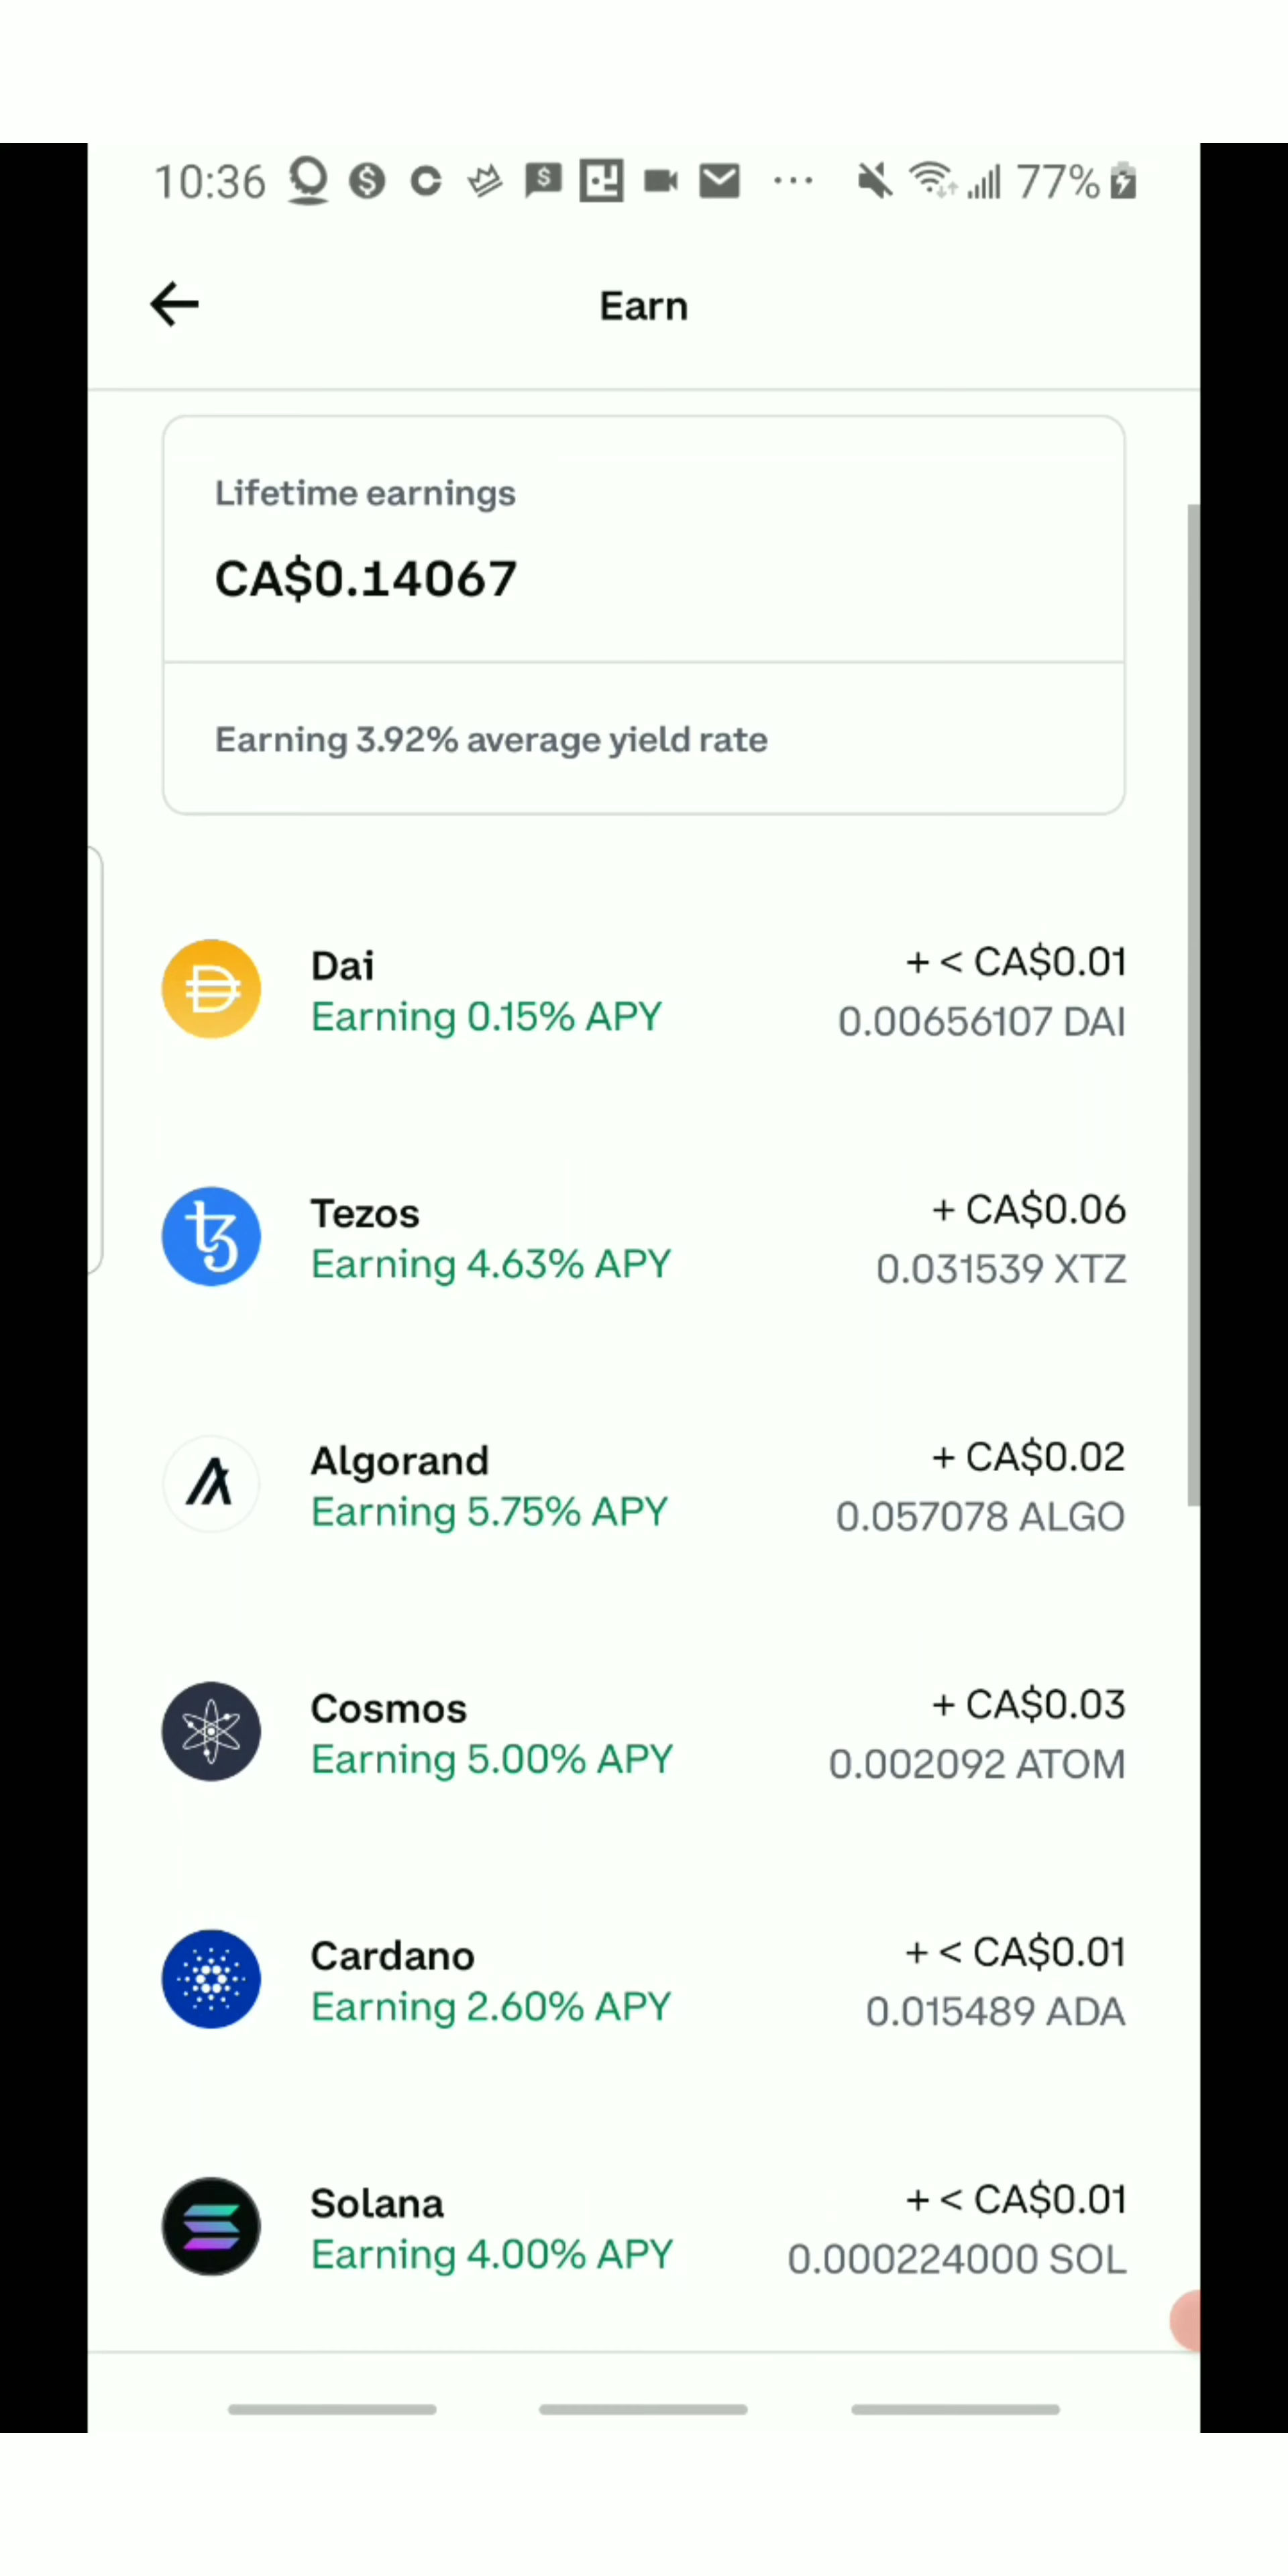 10:36 77%
Earn
Lifetime earnings
CA$0.14067
Earning 3.92% average yield rate
Dai
+ < CA$0.01
Earning 0.15% APY
0.00656107 DAI
Tezos
+ CA$0.06
Earning 4.63% APY
0.031539 XTZ
Algorand
+ CA$0.02
Earning 5.75% APY
0.057078 ALGO
Cosmos
+ CA$0.03
Earning 5.00% APY
0.002092 ATOM
Cardano
+ < CA$0.01
Earning 2.60% APY
0.015489 ADA
Solana
+ < CA$0.01
Earning 4.00% APY
0.000224000 SOL